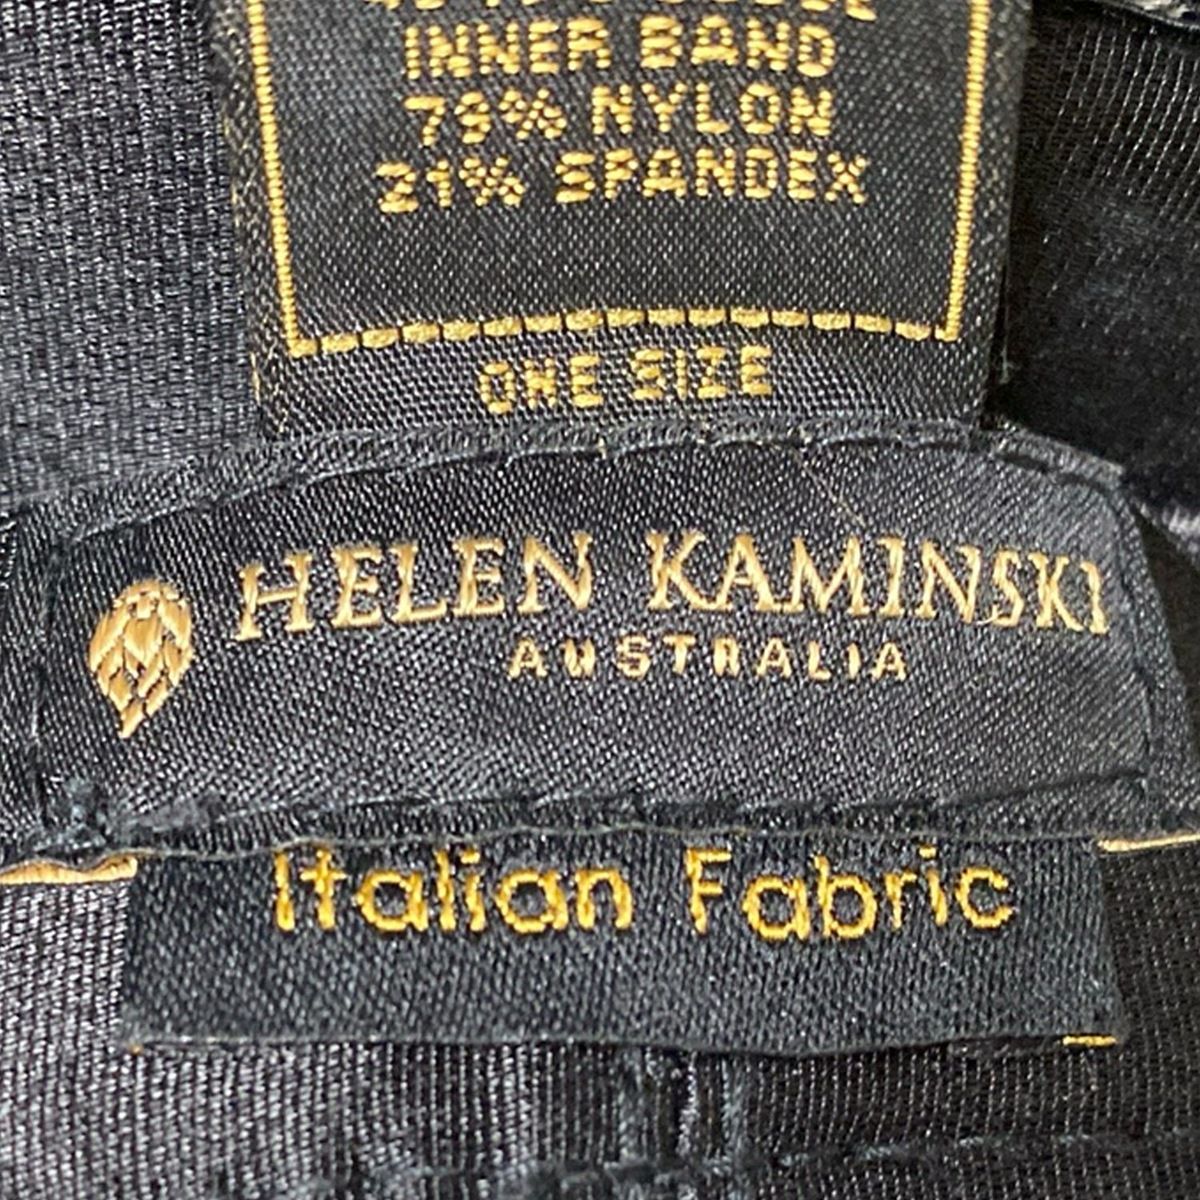 INNER BAND
79% NYLON
21% SPANDEX
ONE SIZE
HELEN KAMINSKI
AUSTRALIA
Italian Fabric